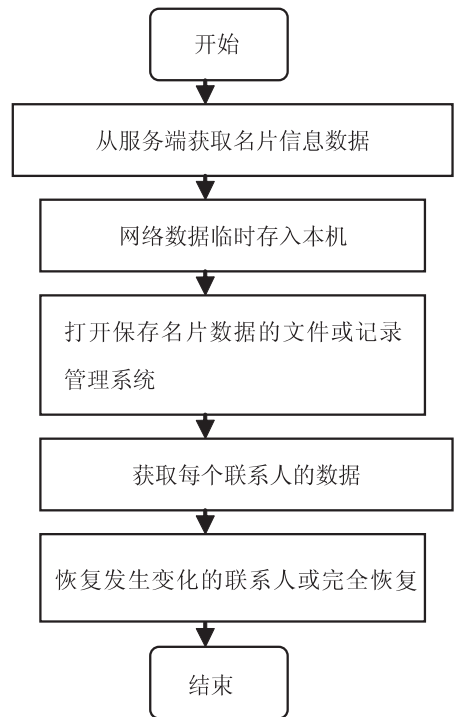 开始
从服务端获取名片信息数据
网络数据临时存入本机
打开保存名片数据的文件或记录
管理系统
获取每个联系人的数据
恢复发生变化的联系人或完全恢复
结束